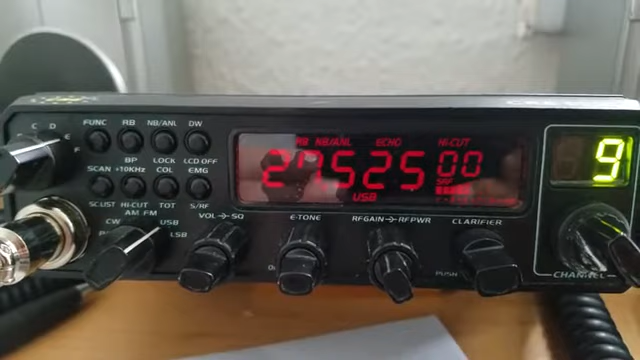 C D E F
FUNC RB NB/ANL DW
BP LOCK LCD OFF
SCAN +10KHz COL EMG
SC LIST HI-CUT TOT S/RF
RB NB/ANL ECHO HI-CUT
27.525 00
USB
9
CW AM FM USB LSB
VOL SQ E-TONE RFGAIN RFPWR CLARIFIER
PUSH
CHANNEL